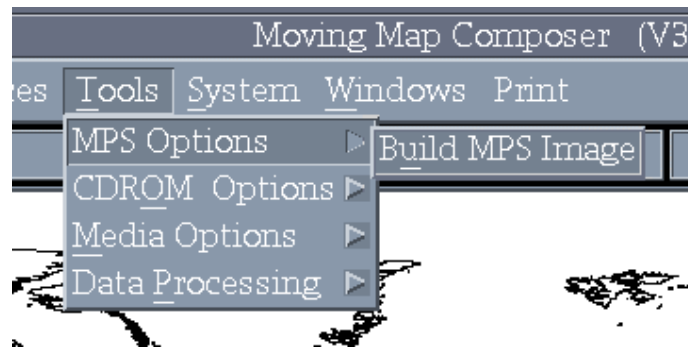 Moving Map Composer (V3
es Tools System Windows Print
MPS Options Build MPS Image
CDROM Options
Media Options
Data Processing